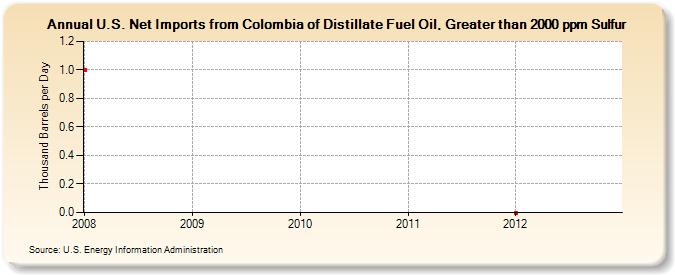 Annual U.S. Net Imports from Colombia of Distillate Fuel Oil, Greater than 2000 ppm Sulfur
Thousand Barrels per Day
1.2
1.0
0.8
0.6
0.4
0.2
0.0
2008 2009 2010 2011 2012
Source: U.S. Energy Information Administration